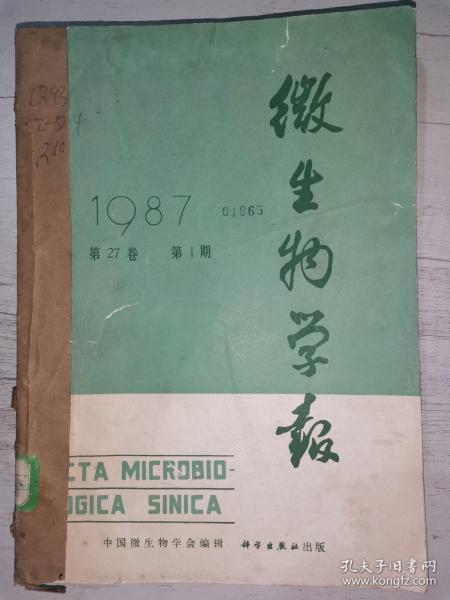 微生物学报
1987
01865
第27卷 第1期
CTA MICROBIO-
OGICA SINICA
中国微生物学会编辑 科学出版社出版
孔夫子旧书网
www.kongfz.com